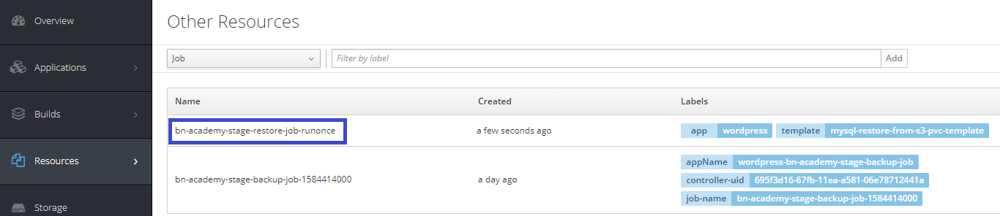 Overview
Applications
Builds
Resources
Storage
Other Resources
Job
Filter by label
Add
Name Created Labels
bn-academy-stage-restore-job-runonce a few seconds ago app wordpress template mysql-restore-from-s3-pvc-template
appName wordpress-bn-academy-stage-backup-job
bn-academy-stage-backup-job-1584414000 a day ago controller-uid 695f3d16-67fb-11ea-a581-06e78712441a
job-name bn-academy-stage-backup-job-1584414000